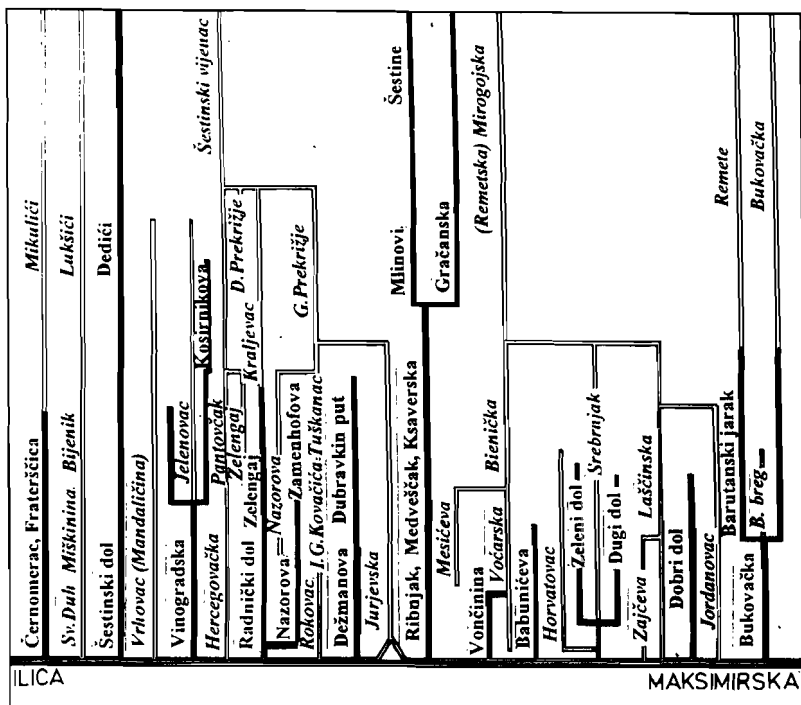 Černomerac, Fraterščica
Mikulići
Sv. Duh Miškinina. Bijenik
Lukšići
Šestinski dol
Dedići
Vrhovac (Mandaličina)
Vinogradska
Jelenovac
Kosirnikova
Pantovčak
Hercegovačka
Šestinski vijenac
Zelengaj
D. Prekrižje
Kraljevac
Radnički dol Zelengaj
Nazorova
Nazorova
Zamenhofova
G. Prekrižje
Rokovac
I.G. Kovačića-Tuškanac
Dežmanova Dubravkin put
Jurjevska
Mlinovi.
Šestine
Ribnjak, Medveščak, Ksaverska
Gračanska
Mesićeva
Bienička
(Remetska) Mirogojska
Vončinina
Voćarska
Babunićeva
Horvatovac
Zeleni dol
Srebrnjak
Dugi dol
Zajčeva
Laščinska
Dobri dol
Jordanovac
Barutanski jarak
Remete
Bukovačka
B. breg
Bukovačka
ILICA
MAKSIMIRSKA